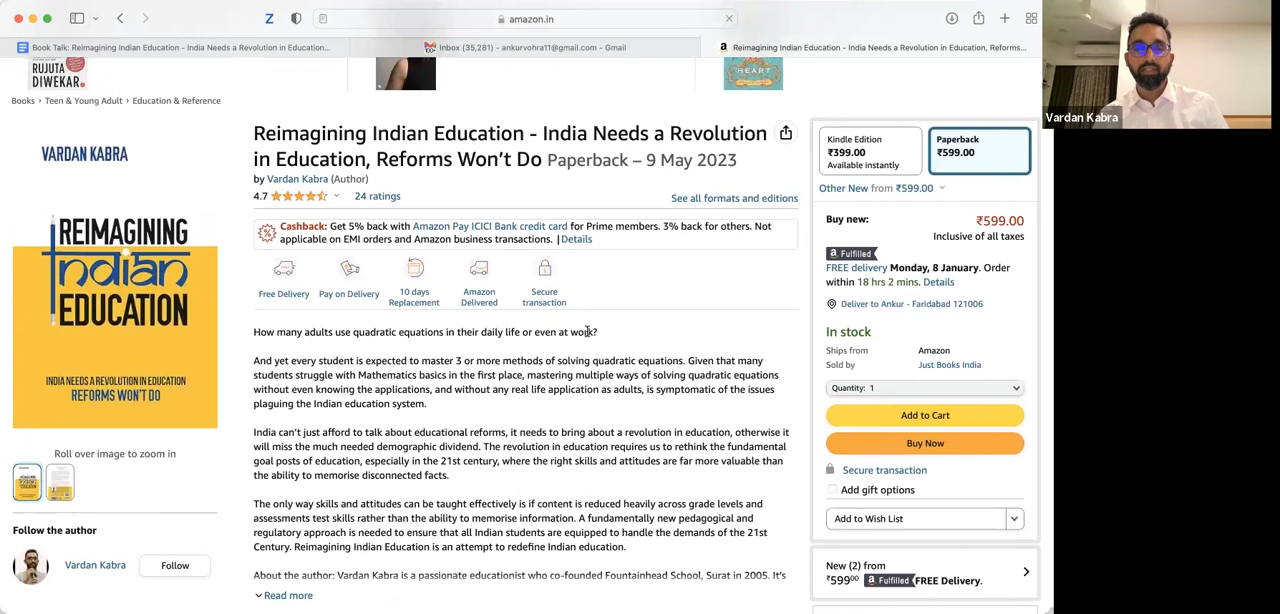 amazon.in
Book Talk: Reimagining Indian Education - India Needs a Revolution in Education...
Inbox (35,281) - ankurvohra11@gmail.com - Gmail
Reimagining Indian Education - India Needs a Revolution in Education, Reforms...
RUJUTA
DIWEKAR
HEART
Books › Teen & Young Adult › Education & Reference
Vardan Kabra
VARDAN KABRA
REIMAGINING
Indian
EDUCATION
INDIA NEEDS A REVOLUTION IN EDUCATION
REFORMS WON'T DO
Roll over image to zoom in
Follow the author
Vardan Kabra
Follow
Reimagining Indian Education - India Needs a Revolution
in Education, Reforms Won't Do Paperback – 9 May 2023
by Vardan Kabra (Author)
4.7
24 ratings
See all formats and editions
Cashback: Get 5% back with Amazon Pay ICICI Bank credit card for Prime members. 3% back for others. Not
applicable on EMI orders and Amazon business transactions. | Details
Free Delivery
Pay on Delivery
10 days
Replacement
Amazon
Delivered
Secure
transaction
How many adults use quadratic equations in their daily life or even at work?
And yet every student is expected to master 3 or more methods of solving quadratic equations. Given that many
students struggle with Mathematics basics in the first place, mastering multiple ways of solving quadratic equations
without even knowing the applications, and without any real life application as adults, is symptomatic of the issues
plaguing the Indian education system.
India can't just afford to talk about educational reforms, it needs to bring about a revolution in education, otherwise it
will miss the much needed demographic dividend. The revolution in education requires us to rethink the fundamental
goal posts of education, especially in the 21st century, where the right skills and attitudes are far more valuable than
the ability to memorise disconnected facts.
The only way skills and attitudes can be taught effectively is if content is reduced heavily across grade levels and
assessments test skills rather than the ability to memorise information. A fundamentally new pedagogical and
regulatory approach is needed to ensure that all Indian students are equipped to handle the demands of the 21st
Century. Reimagining Indian Education is an attempt to redefine Indian education.
About the author: Vardan Kabra is a passionate educationist who co-founded Fountainhead School, Surat in 2005. It's
Read more
Kindle Edition
₹399.00
Available instantly
Paperback
₹599.00
Other New from ₹599.00
Buy new:
₹599.00
Inclusive of all taxes
a Fulfilled
FREE delivery Monday, 8 January. Order
within 18 hrs 2 mins. Details
Deliver to Ankur - Faridabad 121006
In stock
Ships from Amazon
Sold by Just Books India
Quantity: 1
Add to Cart
Buy Now
Secure transaction
Add gift options
Add to Wish List
New (2) from
₹599⁰⁰ a Fulfilled FREE Delivery.